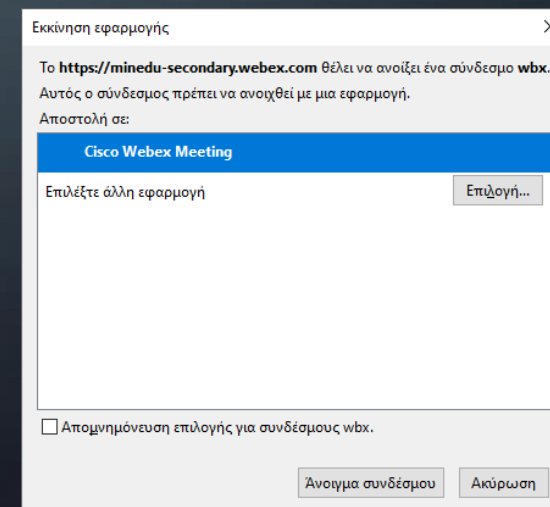 Εκκίνηση εφαρμογής
Το https://minedu-secondary.webex.com θέλει να ανοίξει ένα σύνδεσμο wbx.
Αυτός ο σύνδεσμος πρέπει να ανοιχθεί με μια εφαρμογή.
Αποστολή σε:
Cisco Webex Meeting
Επιλέξτε άλλη εφαρμογή Επιλογή...
Απομνημόνευση επιλογής για συνδέσμους wbx.
Άνοιγμα συνδέσμου Ακύρωση